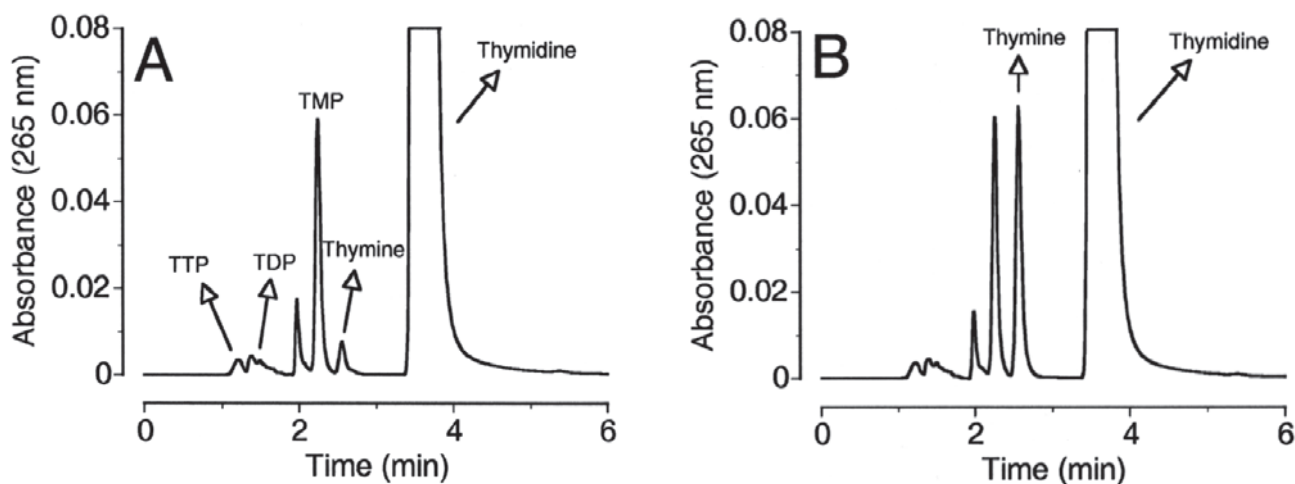 A
Absorbance (265 nm)
0.08
0.06
0.04
0.02
0
TTP
TDP
TMP
Thymine
Thymidine
0 2 4 6
Time (min)
B
Absorbance (265 nm)
0.08
0.06
0.04
0.02
0
Thymine
Thymidine
0 2 4 6
Time (min)